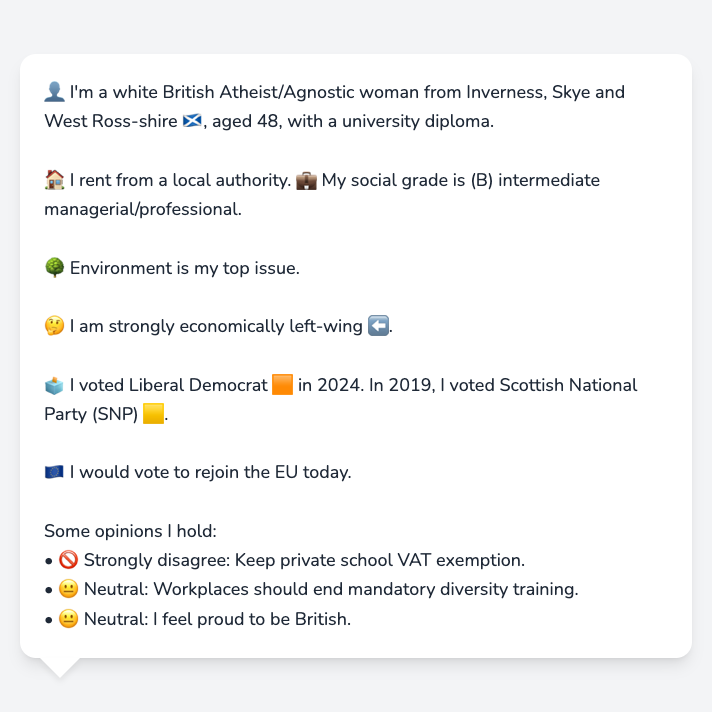 👤 I'm a white British Atheist/Agnostic woman from Inverness, Skye and
West Ross-shire 🏴󠁧󠁢󠁳󠁣󠁴󠁿, aged 48, with a university diploma.
🏠 I rent from a local authority. 💼 My social grade is (B) intermediate
managerial/professional.
🌳 Environment is my top issue.
🤔 I am strongly economically left-wing ⬅️.
🗳️ I voted Liberal Democrat 🟧 in 2024. In 2019, I voted Scottish National
Party (SNP) 🟨.
🇪🇺 I would vote to rejoin the EU today.
Some opinions I hold:
• 🚫 Strongly disagree: Keep private school VAT exemption.
• 😐 Neutral: Workplaces should end mandatory diversity training.
• 😐 Neutral: I feel proud to be British.